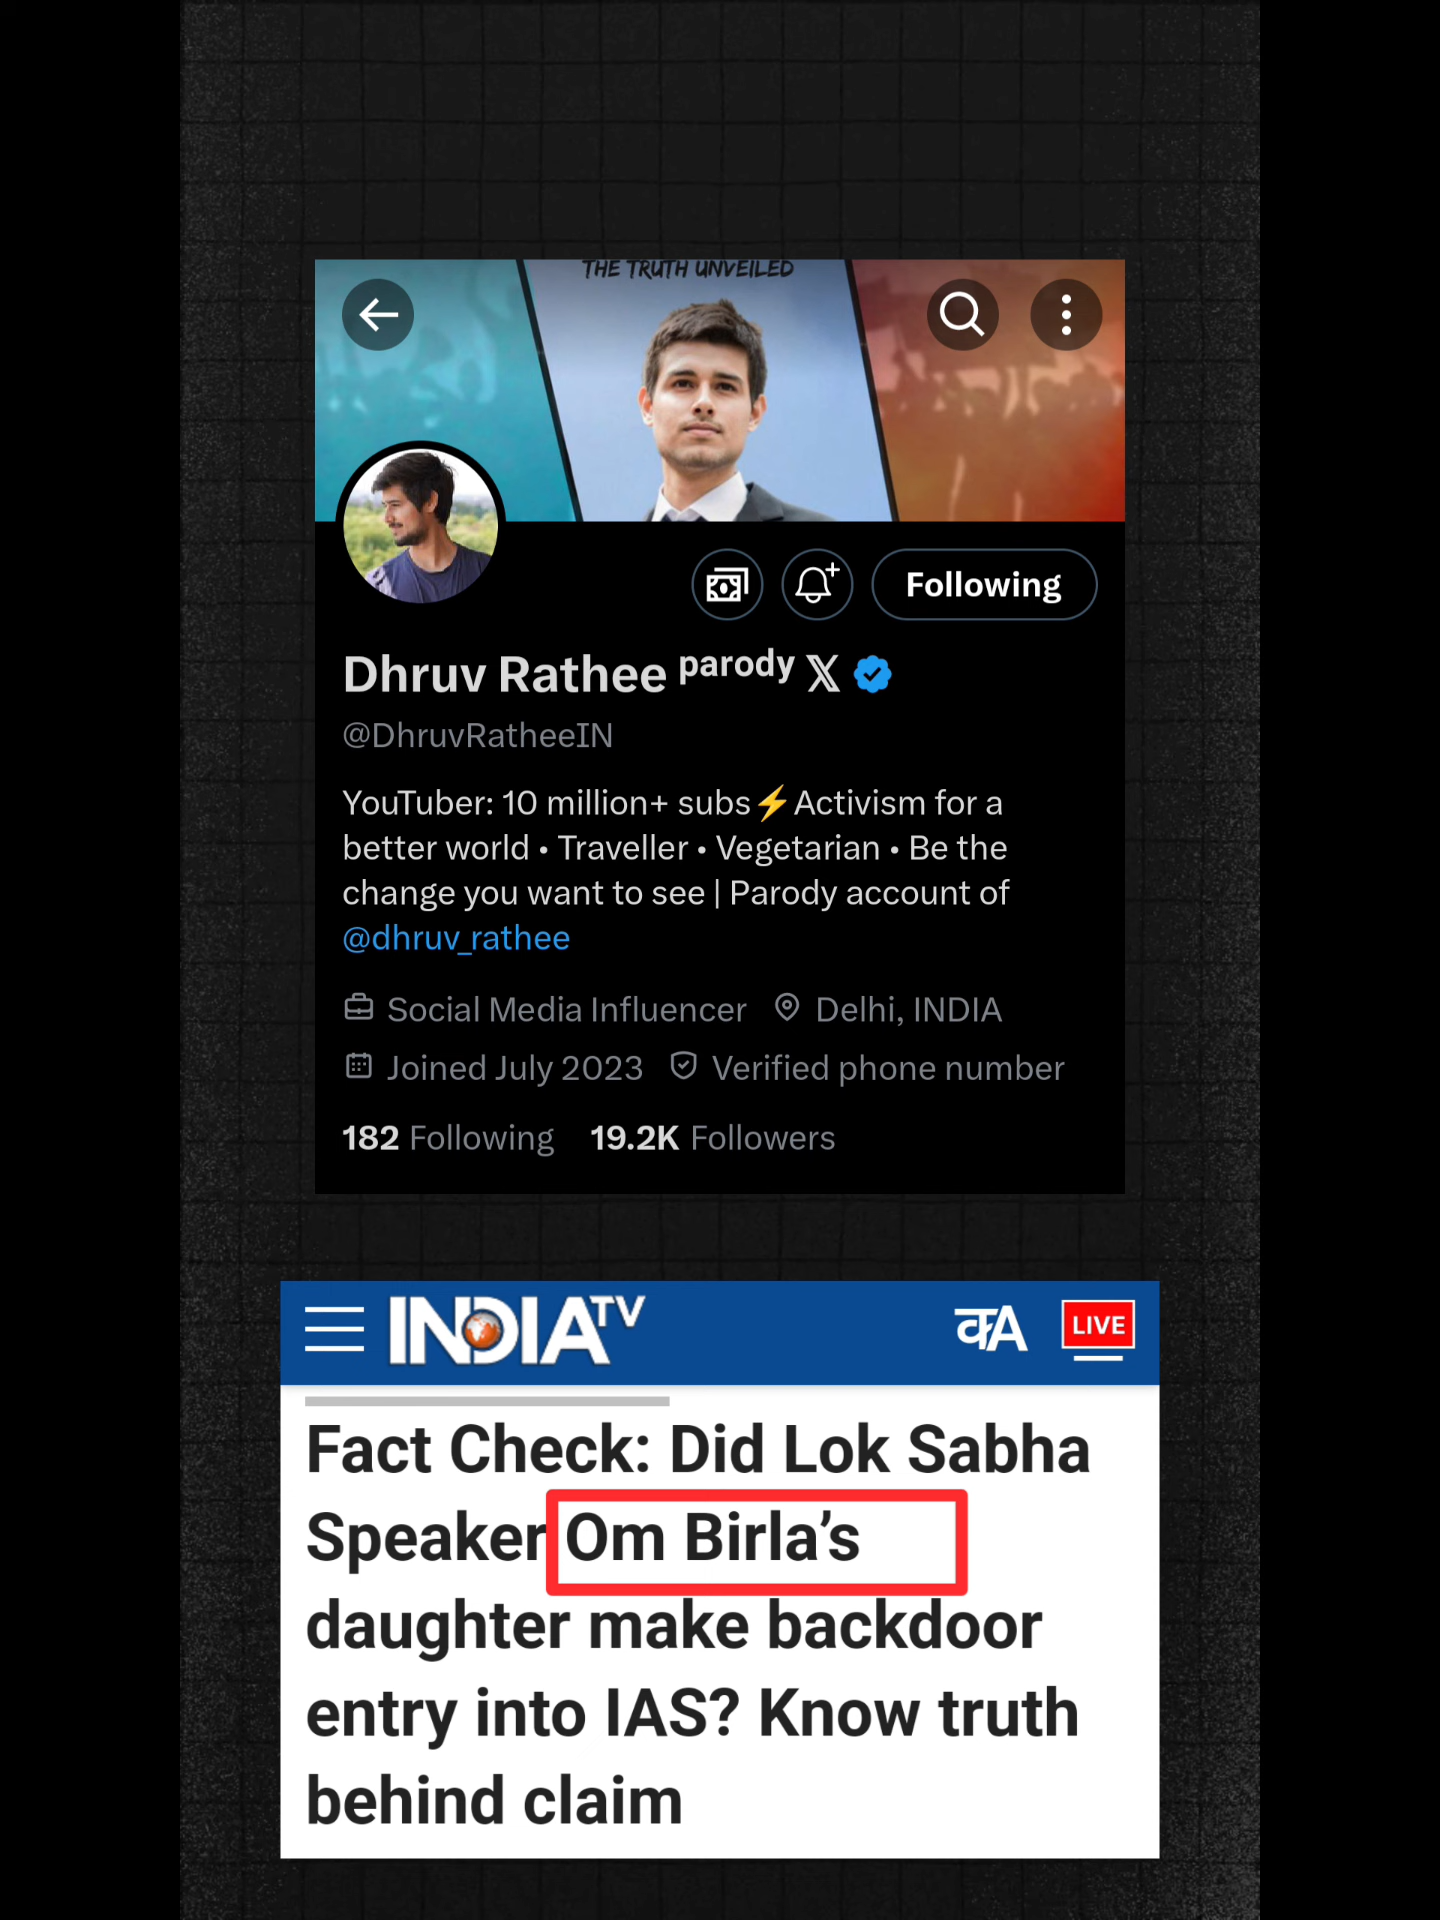 THE TRUTH UNVEILED
Following
Dhruv Rathee parody 𝕏
@DhruvRatheeIN
YouTuber: 10 million+ subs⚡Activism for a
better world • Traveller • Vegetarian • Be the
change you want to see | Parody account of
@dhruv_rathee
Social Media Influencer Delhi, INDIA
Joined July 2023 Verified phone number
182 Following 19.2K Followers
INDIA TV क A LIVE
Fact Check: Did Lok Sabha
Speaker Om Birla’s
daughter make backdoor
entry into IAS? Know truth
behind claim